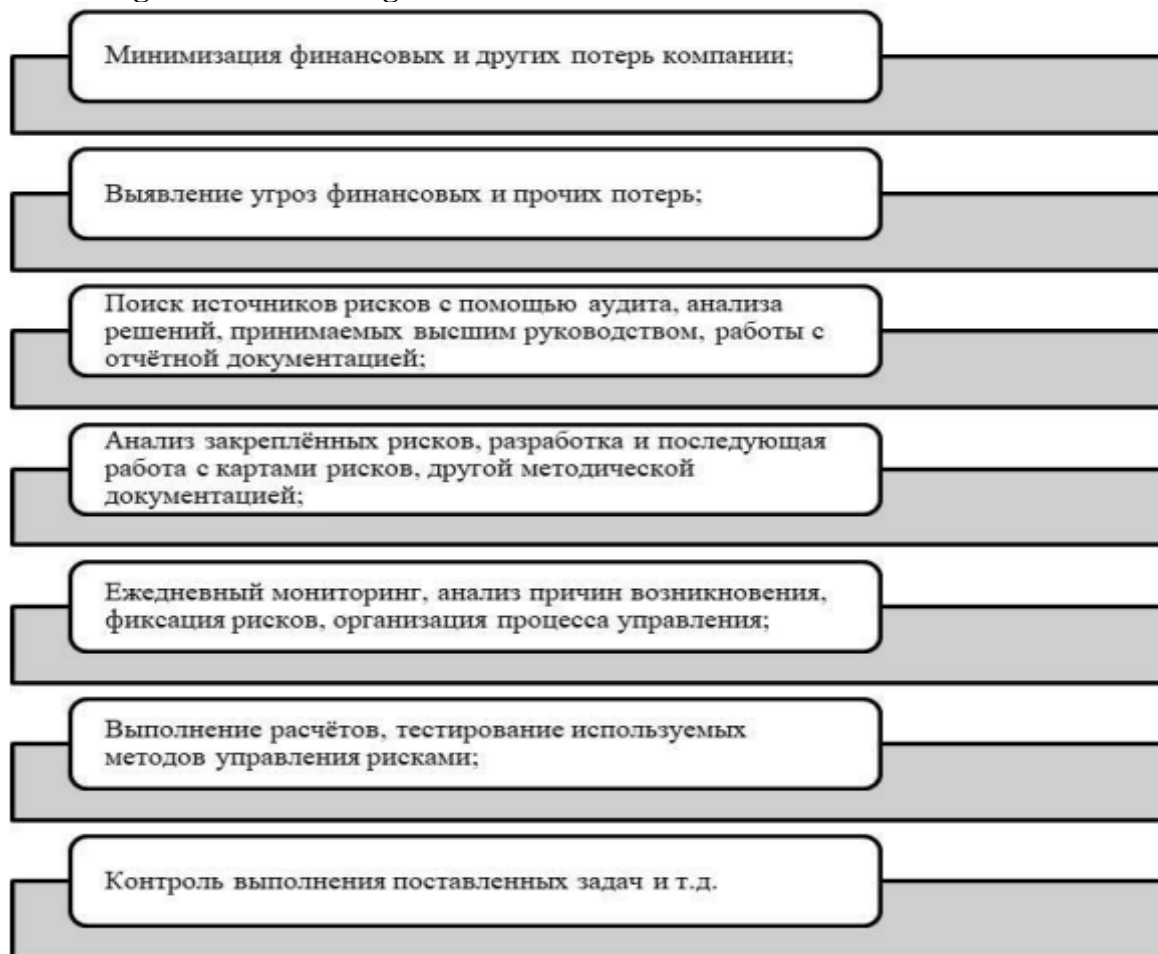 Минимизация финансовых и других потерь компании;
Выявление угроз финансовых и прочих потерь;
Поиск источников рисков с помощью аудита, анализа
решений, принимаемых высшим руководством, работы с
отчётной документацией;
Анализ закреплённых рисков, разработка и последующая
работа с картами рисков, другой методической
документацией;
Ежедневный мониторинг, анализ причин возникновения,
фиксация рисков, организация процесса управления;
Выполнение расчётов, тестирование используемых
методов управления рисками;
Контроль выполнения поставленных задач и т.д.